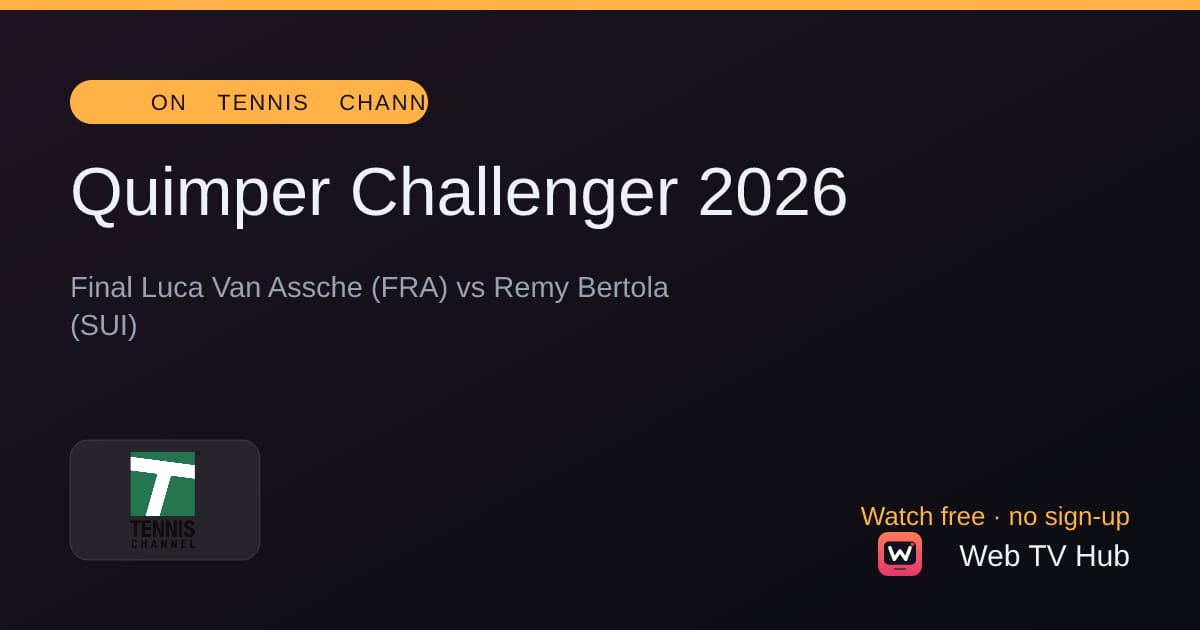 ON TENNIS CHANN
Quimper Challenger 2026
Final Luca Van Assche (FRA) vs Remy Bertola
(SUI)
T
TENNIS
CHANNEL
Watch free · no sign-up
W
Web TV Hub